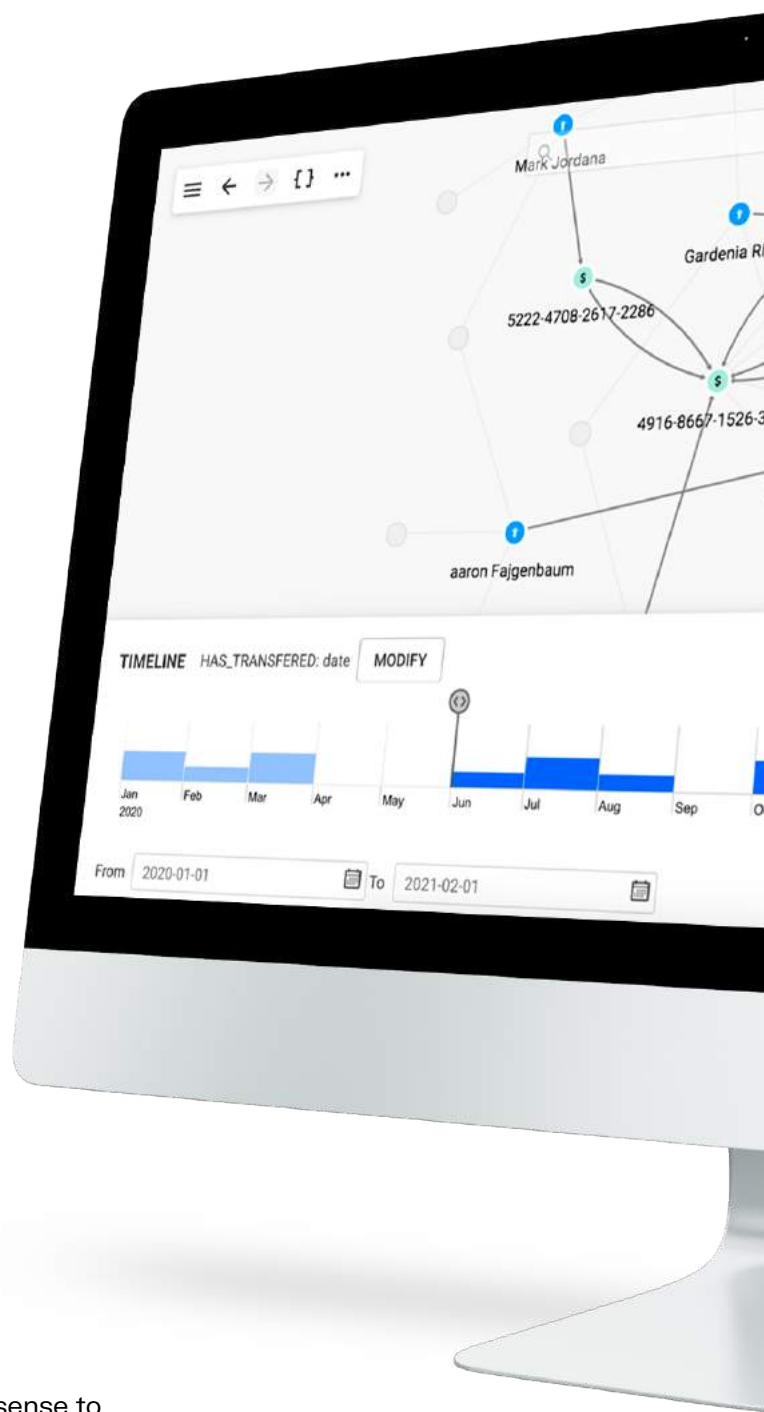 Mark Jordana
Gardenia R
5222-4708-2617-2286
4916-8667-1526-3
aaron Fajgenbaum
TIMELINE HAS_TRANSFERED: date MODIFY
Jan Feb Mar Apr May Jun Jul Aug Sep O
2020
From 2020-01-01 To 2021-02-01
sense to